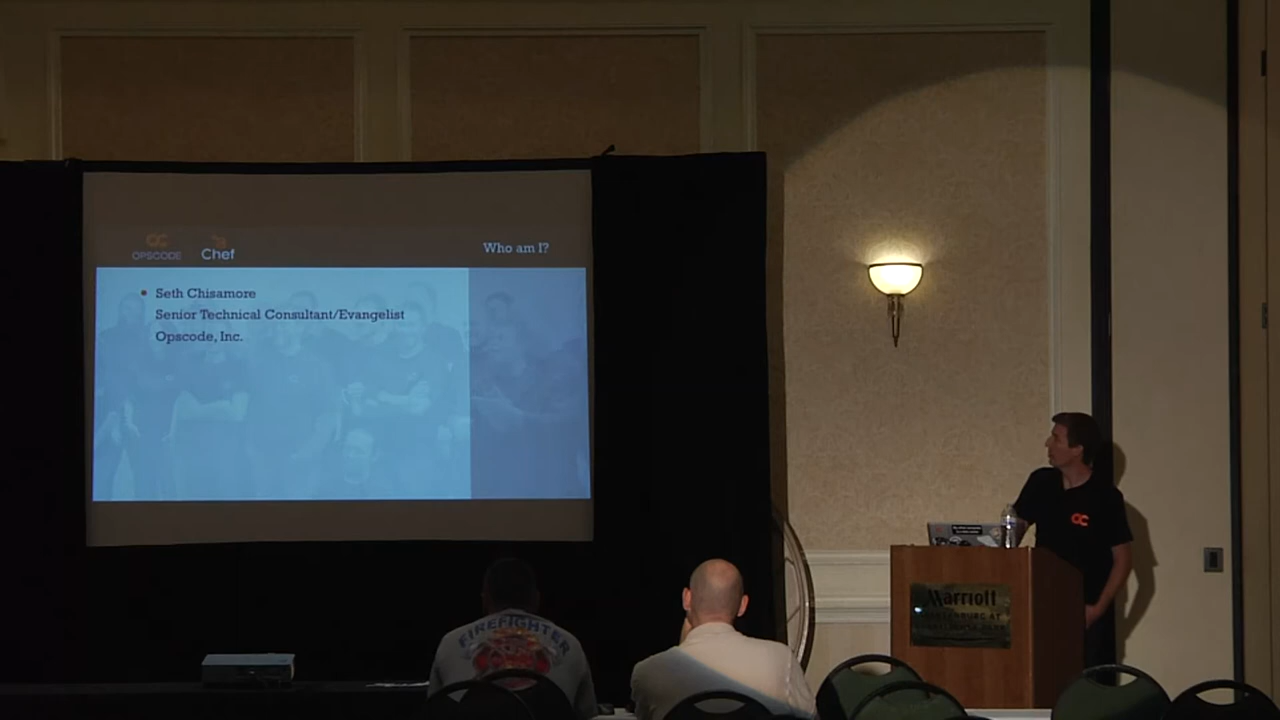 OPSCODE
Chef
Who am I?
Seth Chisamore
Senior Technical Consultant/Evangelist
Opscode, Inc.
FIREFIGHTER
Marriott